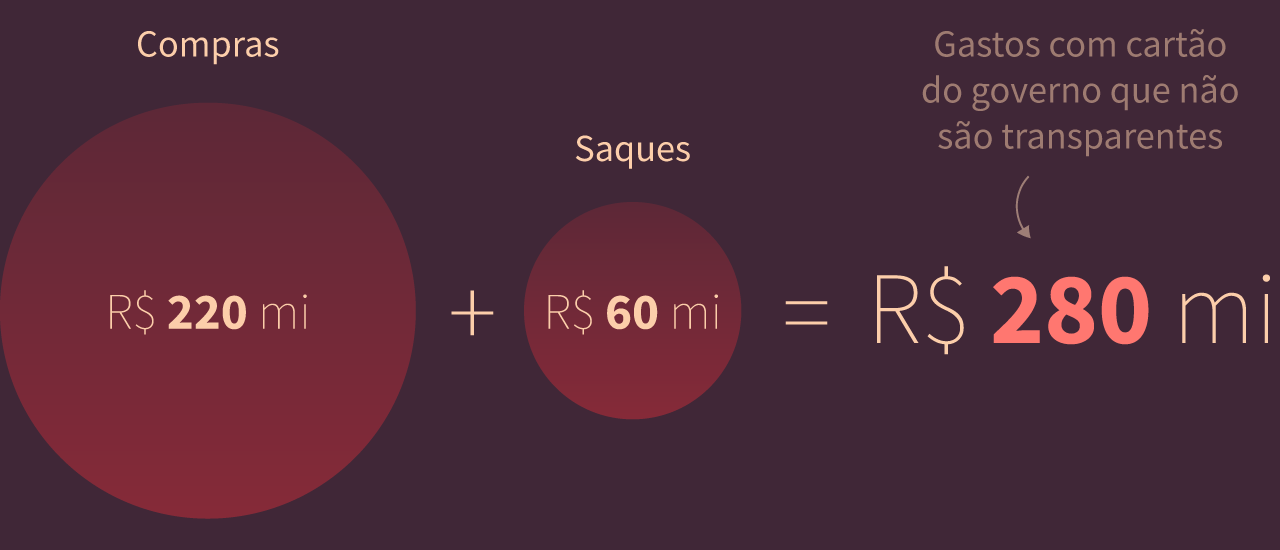 Compras
Saques
Gastos com cartão
do governo que não
são transparentes
R$ 220 mi + R$ 60 mi = R$ 280 mi